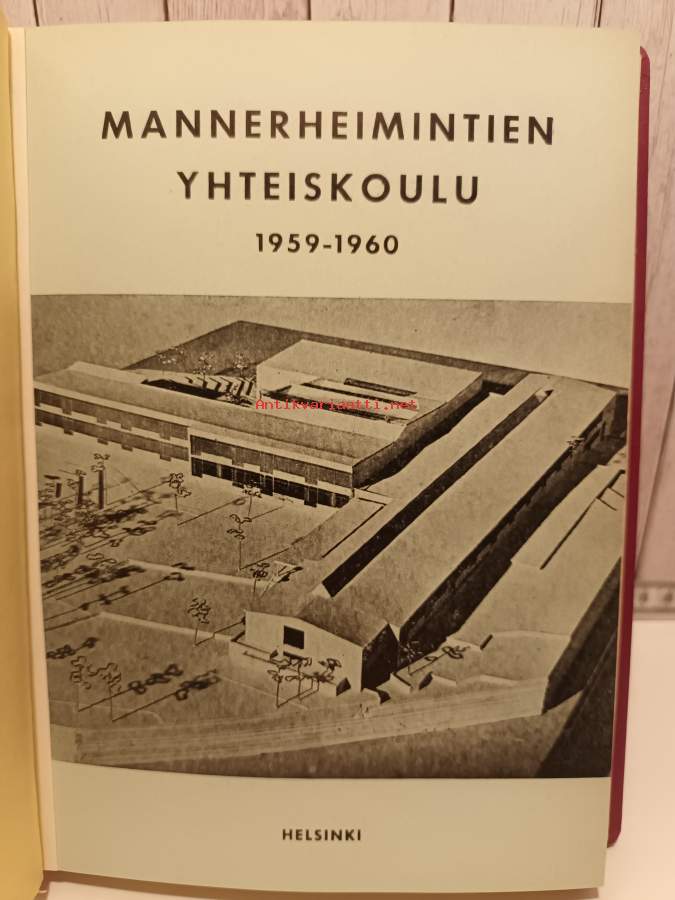 MANNERHEIMINTIEN
YHTEISKOULU
1959-1960
Antikvariaatti.net
HELSINKI